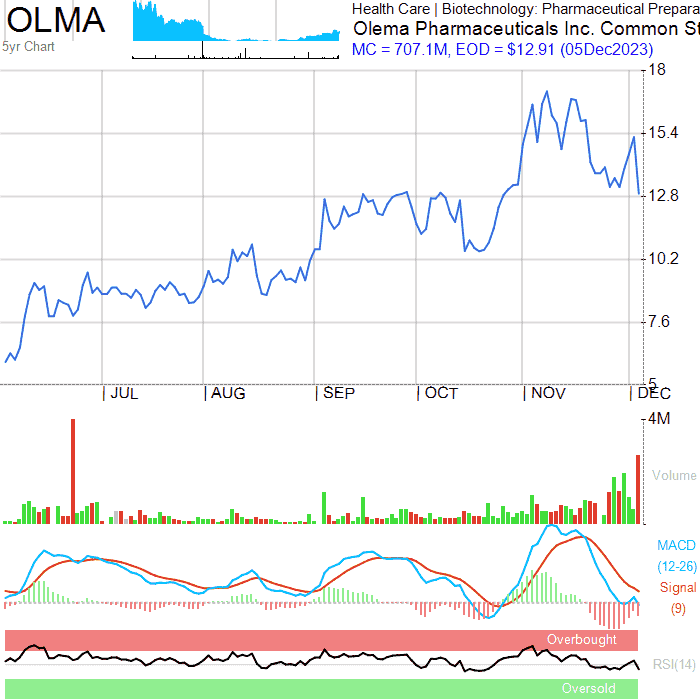 OLMA
5yr Chart
Health Care | Biotechnology: Pharmaceutical Prepara
Olema Pharmaceuticals Inc. Common St
MC = 707.1M, EOD = $12.91 (05Dec2023)
18
15.4
12.8
10.2
7.6
5
| JUL | AUG | SEP | OCT | NOV | DEC
4M
Volume
MACD
(12-26)
Signal
(9)
Overbought
RSI(14)
Oversold